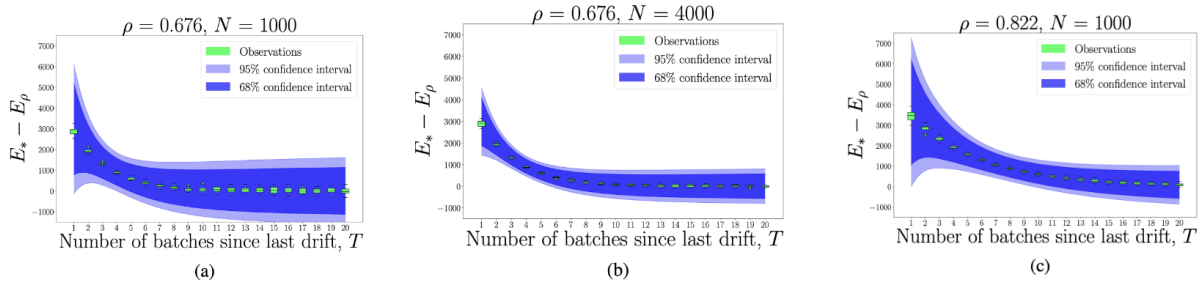 ρ = 0.676, N = 1000
7000
6000
5000
4000
3000
2000
1000
0
−1000
E* − Eρ
Observations
95% confidence interval
68% confidence interval
1 2 3 4 5 6 7 8 9 10 11 12 13 14 15 16 17 18 19 20
Number of batches since last drift, T
(a)
ρ = 0.676, N = 4000
7000
6000
5000
4000
3000
2000
1000
0
−1000
E* − Eρ
Observations
95% confidence interval
68% confidence interval
1 2 3 4 5 6 7 8 9 10 11 12 13 14 15 16 17 18 19 20
Number of batches since last drift, T
(b)
ρ = 0.822, N = 1000
7000
6000
5000
4000
3000
2000
1000
0
−1000
E* − Eρ
Observations
95% confidence interval
68% confidence interval
1 2 3 4 5 6 7 8 9 10 11 12 13 14 15 16 17 18 19 20
Number of batches since last drift, T
(c)